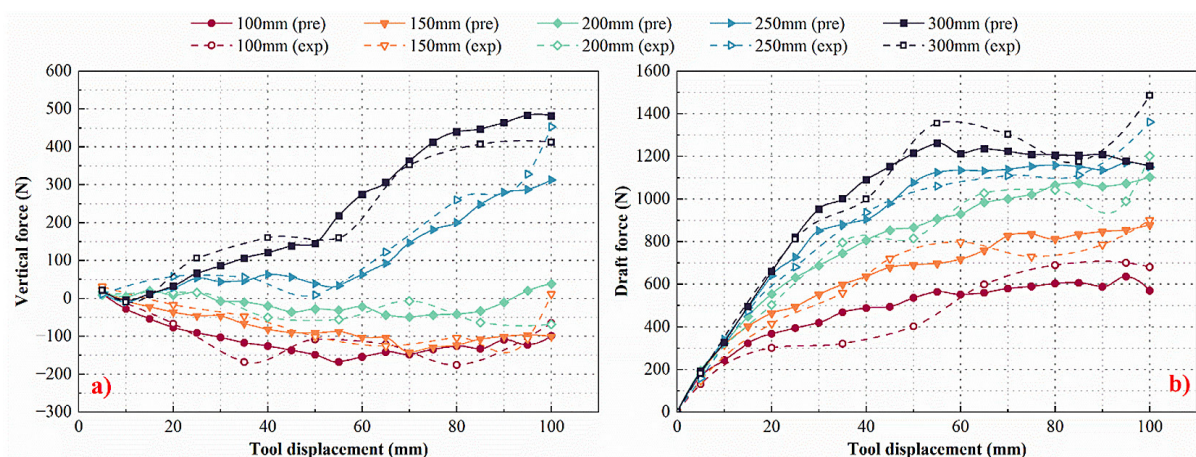 100mm (pre) 150mm (pre) 200mm (pre) 250mm (pre) 300mm (pre)
100mm (exp) 150mm (exp) 200mm (exp) 250mm (exp) 300mm (exp)
Vertical force (N)
600
500
400
300
200
100
0
−100
−200
−300
a)
0 20 40 60 80 100
Tool displacement (mm)
Draft force (N)
1600
1400
1200
1000
800
600
400
200
0
b)
0 20 40 60 80 100
Tool displacement (mm)